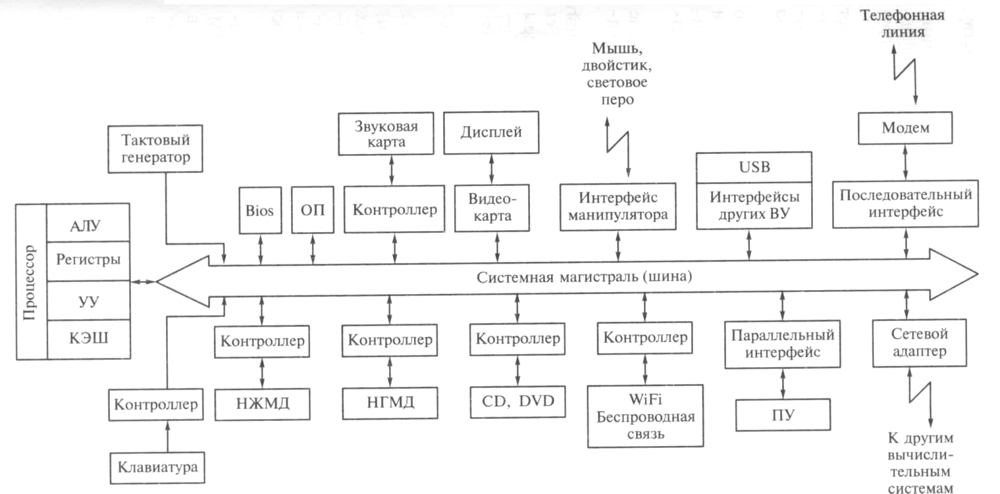 Телефонная
линия
Мышь,
двойстик,
световое
перо
Тактовый
генератор
Звуковая
карта
Дисплей
Модем
Bios
ОП
Контроллер
Видео-
карта
Интерфейс
манипулятора
USB
Интерфейсы
других ВУ
Последовательный
интерфейс
Процессор
АЛУ
Регистры
УУ
КЭШ
Системная магистраль (шина)
Контроллер
Контроллер
Контроллер
Контроллер
Параллельный
интерфейс
Сетевой
адаптер
Контроллер
НЖМД
НГМД
CD, DVD
WiFi
Беспроводная
связь
ПУ
Клавиатура
К другим
вычисли-
тельным
системам